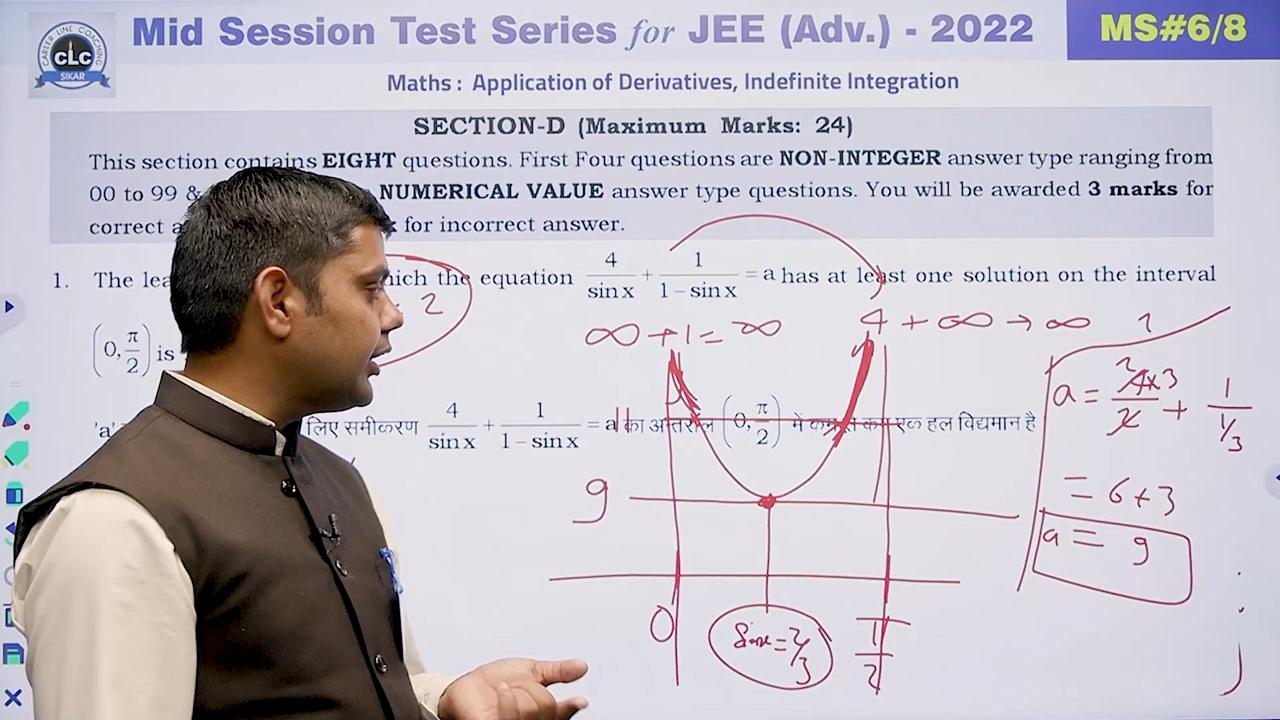 CAREER LINE COACHING
CLC
SIKAR
Mid Session Test Series for JEE (Adv.) - 2022
MS#6/8
Maths : Application of Derivatives, Indefinite Integration
SECTION-D (Maximum Marks: 24)
This section contains EIGHT questions. First Four questions are NON-INTEGER answer type ranging from
00 to 99 & NUMERICAL VALUE answer type questions. You will be awarded 3 marks for
correct for incorrect answer.
1. The the equation 4/sin x + 1/(1 – sin x) = a has at least one solution on the interval
2
(0, π/2) is
∞ + 1 = ∞
4 + ∞ → ∞
'a' लिए समीकरण 4/sin x + 1/(1 – sin x) = a का अन्तराल (0, π/2) में कम से कम एक हल विद्यमान है
a = 4×3/2 + 1/(1/3)
= 6+3
a = 9
9
0
Sinx = 2/3
π/2